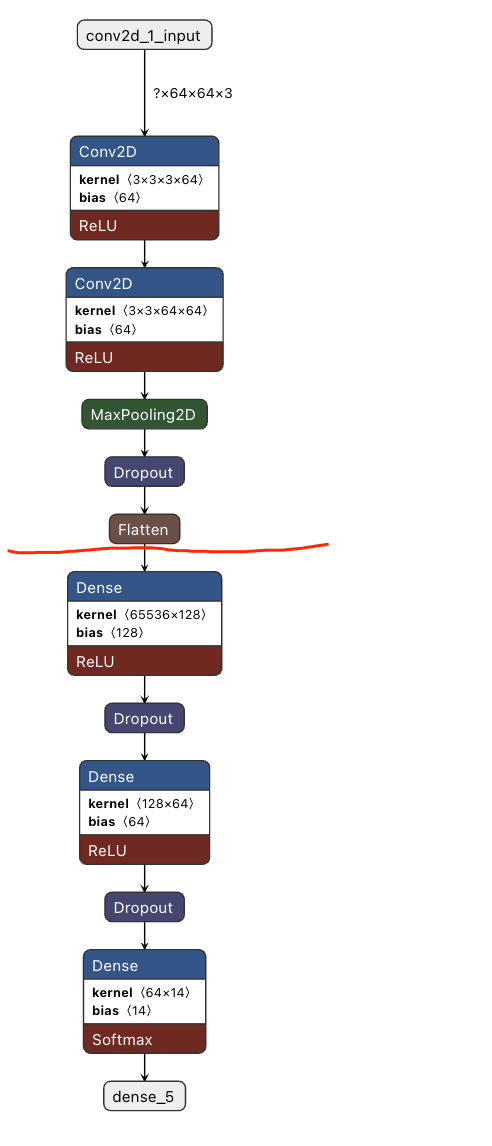 conv2d_1_input
?×64×64×3
Conv2D
kernel ⟨3×3×3×64⟩
bias ⟨64⟩
ReLU
Conv2D
kernel ⟨3×3×64×64⟩
bias ⟨64⟩
ReLU
MaxPooling2D
Dropout
Flatten
Dense
kernel ⟨65536×128⟩
bias ⟨128⟩
ReLU
Dropout
Dense
kernel ⟨128×64⟩
bias ⟨64⟩
ReLU
Dropout
Dense
kernel ⟨64×14⟩
bias ⟨14⟩
Softmax
dense_5